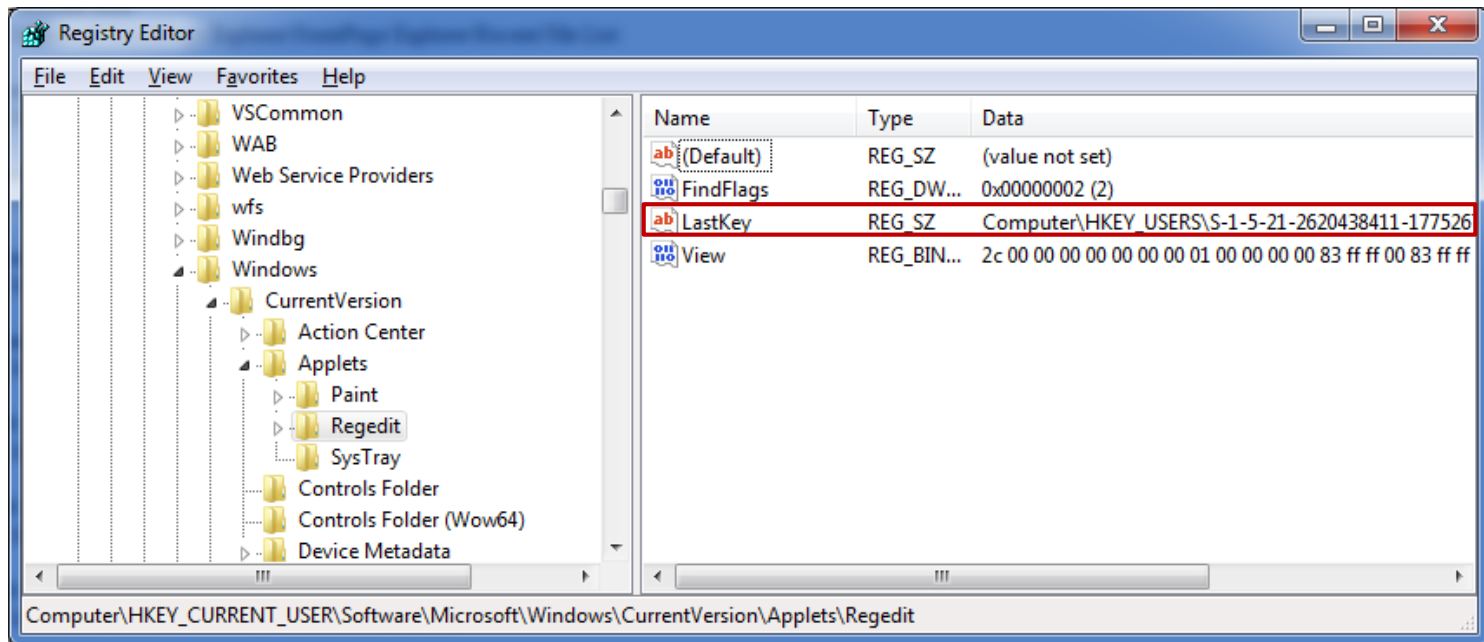 Registry Editor
File Edit View Favorites Help
VSCommon
WAB
Web Service Providers
wfs
Windbg
Windows
CurrentVersion
Action Center
Applets
Paint
Regedit
SysTray
Controls Folder
Controls Folder (Wow64)
Device Metadata
Name Type Data
(Default) REG_SZ (value not set)
FindFlags REG_DW... 0x00000002 (2)
LastKey REG_SZ Computer\HKEY_USERS\S-1-5-21-2620438411-177526
View REG_BIN... 2c 00 00 00 00 00 00 00 01 00 00 00 00 83 ff ff 00 83 ff ff
Computer\HKEY_CURRENT_USER\Software\Microsoft\Windows\CurrentVersion\Applets\Regedit